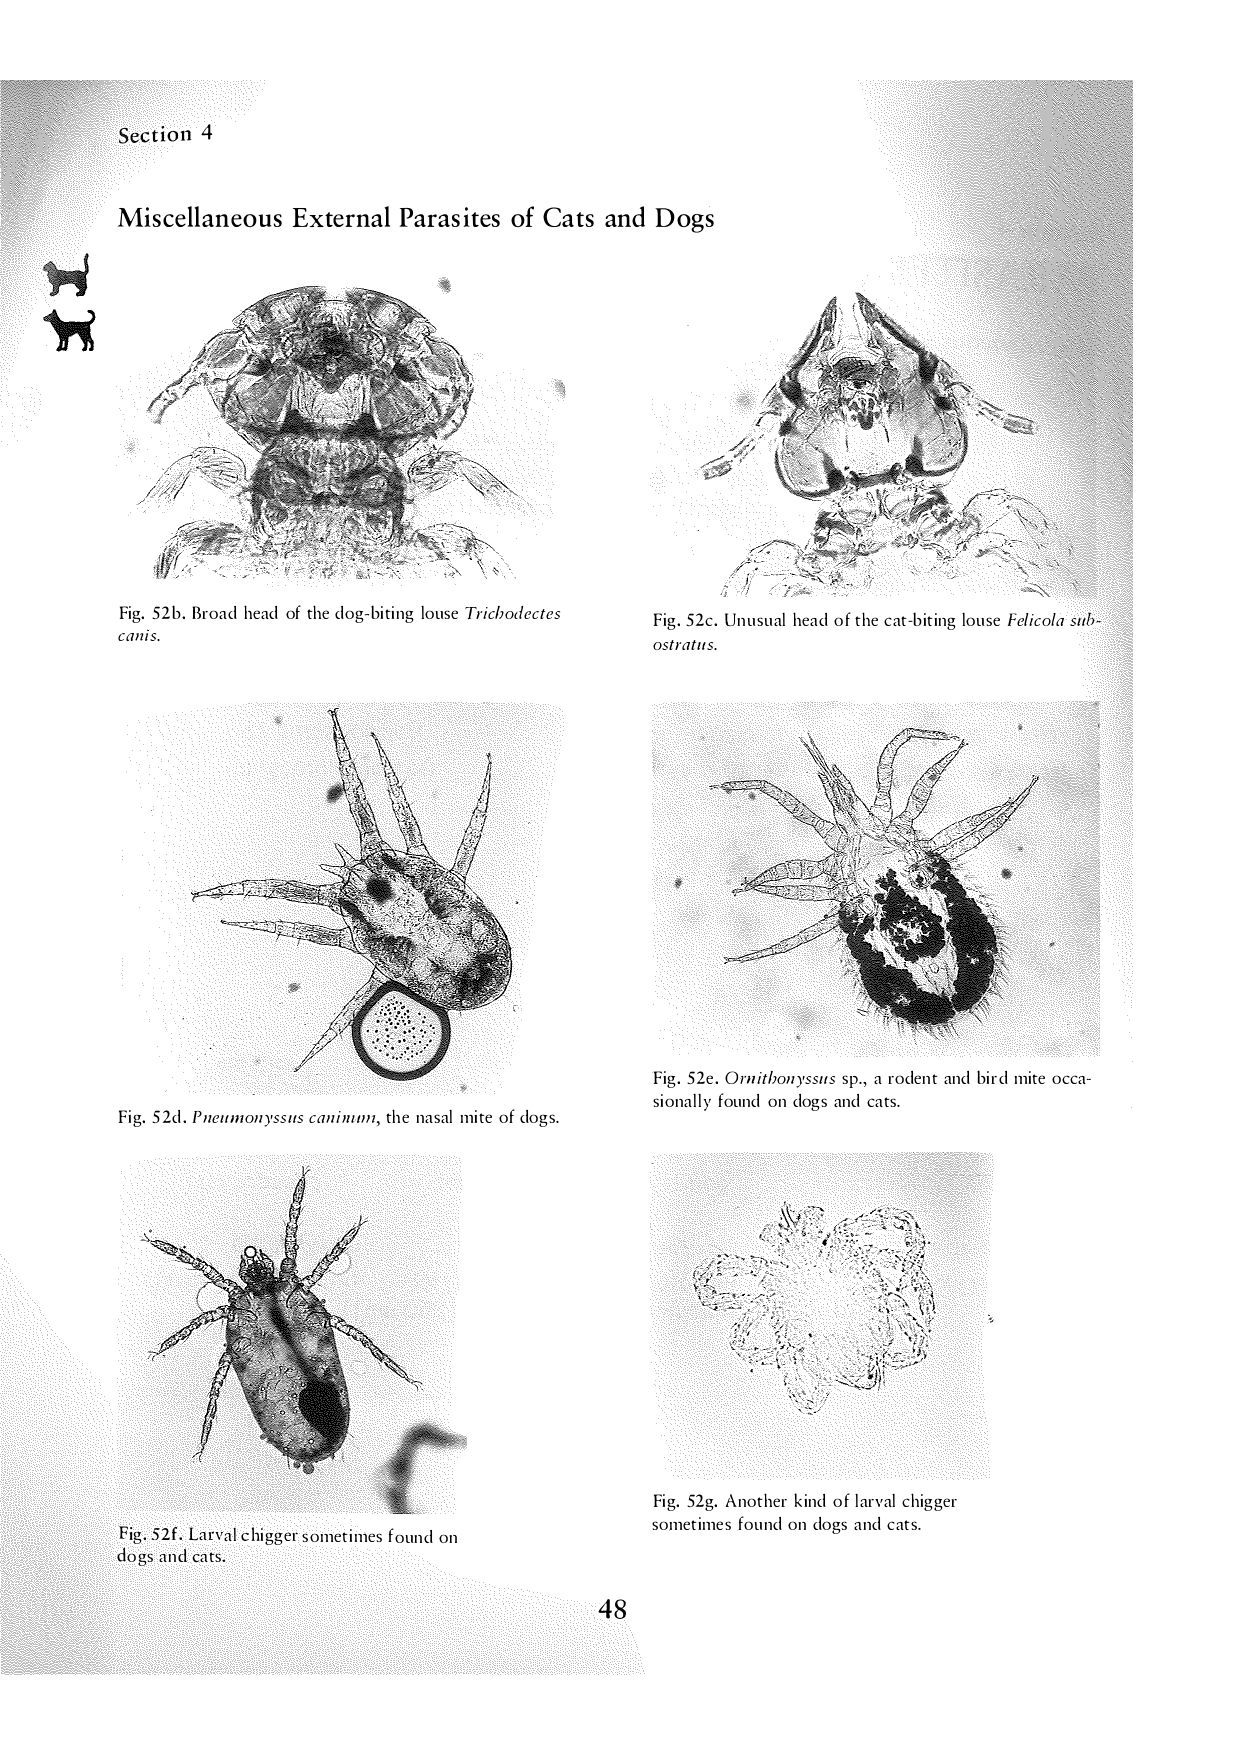 Section 4
Miscellaneous External Parasites of Cats and Dogs
Fig. 52b. Broad head of the dog-biting louse Trichodectes
canis.
Fig. 52c. Unusual head of the cat-biting louse Felicola sub-
ostratus.
Fig. 52d. Pneumonyssus caninum, the nasal mite of dogs.
Fig. 52e. Ornithonyssus sp., a rodent and bird mite occa-
sionally found on dogs and cats.
Fig. 52f. Larval chigger sometimes found on
dogs and cats.
Fig. 52g. Another kind of larval chigger
sometimes found on dogs and cats.
48